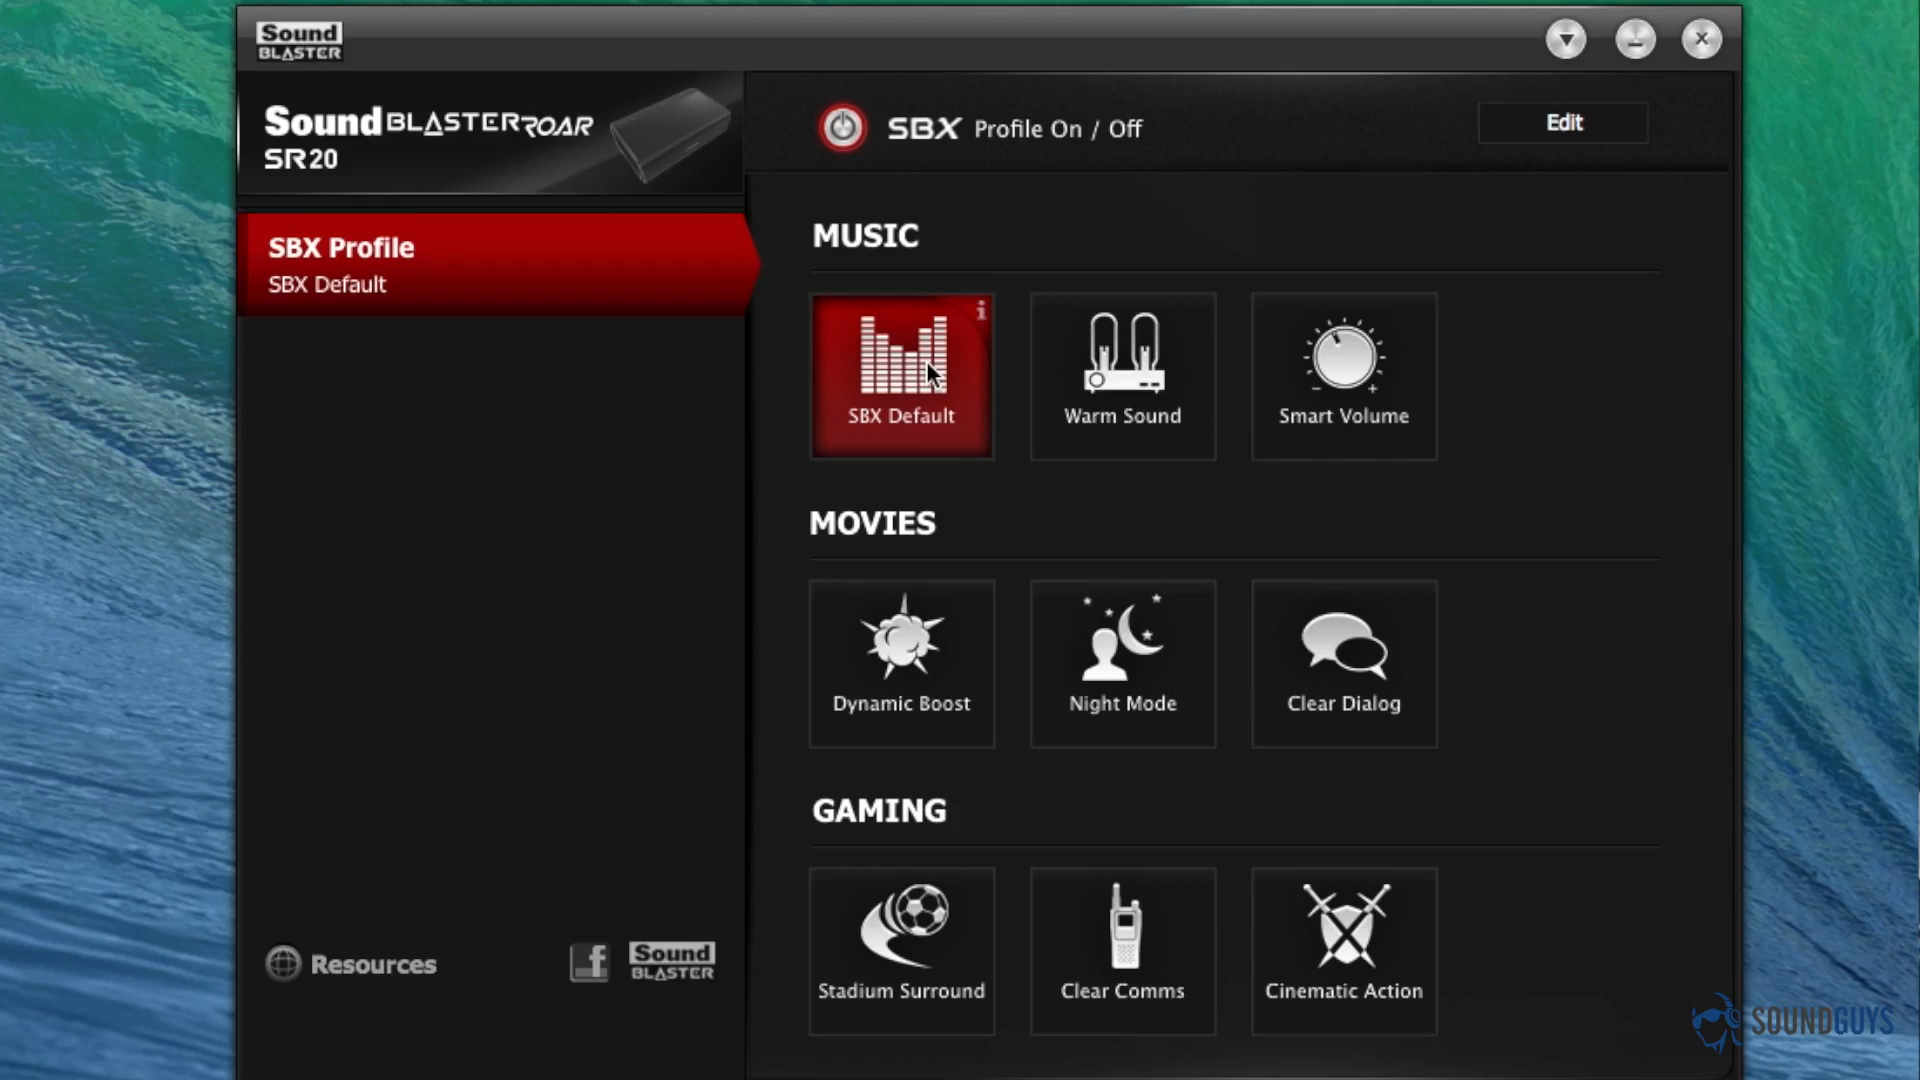 Sound
BLASTER
Sound BLASTER ROAR
SR20
SBX Profile On / Off
Edit
SBX Profile
SBX Default
MUSIC
SBX Default
Warm Sound
Smart Volume
MOVIES
Dynamic Boost
Night Mode
Clear Dialog
GAMING
Stadium Surround
Clear Comms
Cinematic Action
Resources
f
Sound
BLASTER
SOUNDGUYS